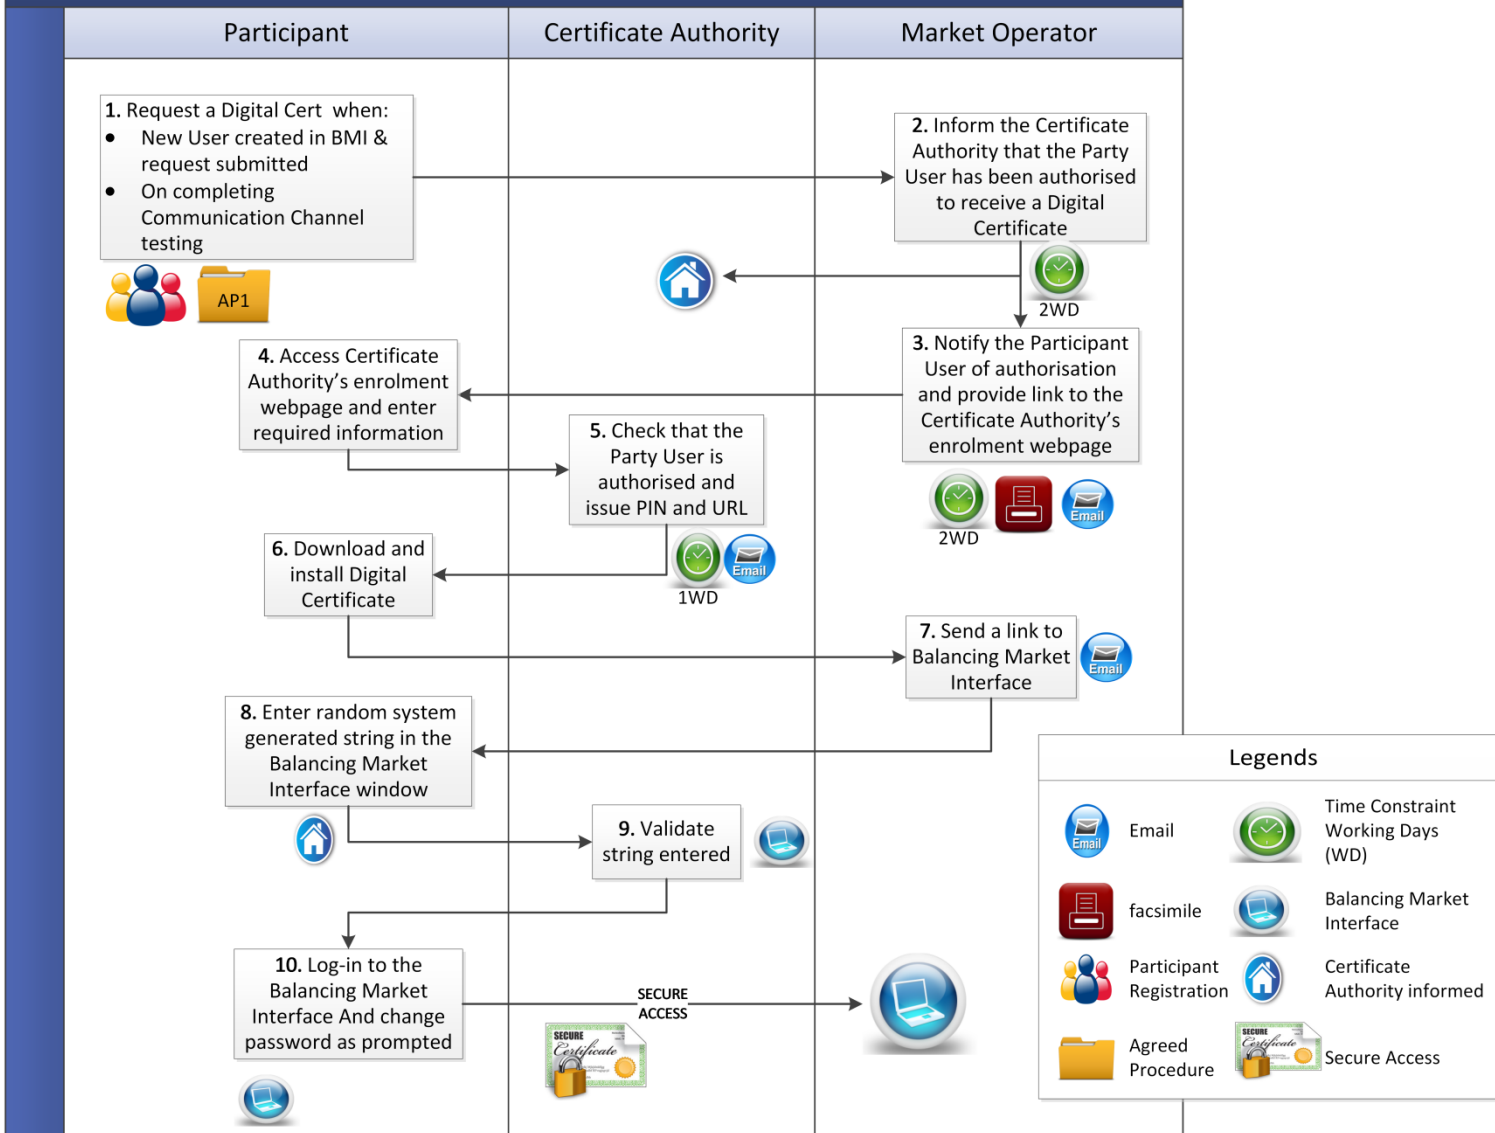 Participant
Certificate Authority
Market Operator
1. Request a Digital Cert when:
• New User created in BMI &
request submitted
• On completing
Communication Channel
testing
AP1
2. Inform the Certificate
Authority that the Party
User has been authorised
to receive a Digital
Certificate
2WD
3. Notify the Participant
User of authorisation
and provide link to the
Certificate Authority’s
enrolment webpage
2WD
Email
4. Access Certificate
Authority’s enrolment
webpage and enter
required information
5. Check that the
Party User is
authorised and
issue PIN and URL
1WD
Email
6. Download and
install Digital
Certificate
7. Send a link to
Balancing Market
Interface
Email
8. Enter random system
generated string in the
Balancing Market
Interface window
9. Validate
string entered
10. Log-in to the
Balancing Market
Interface And change
password as prompted
SECURE
ACCESS
SECURE
Certificate
Legends
Email
Email
Time Constraint
Working Days
(WD)
facsimile
Balancing Market
Interface
Participant
Registration
Certificate
Authority informed
Agreed
Procedure
SECURE
Certificate
Secure Access